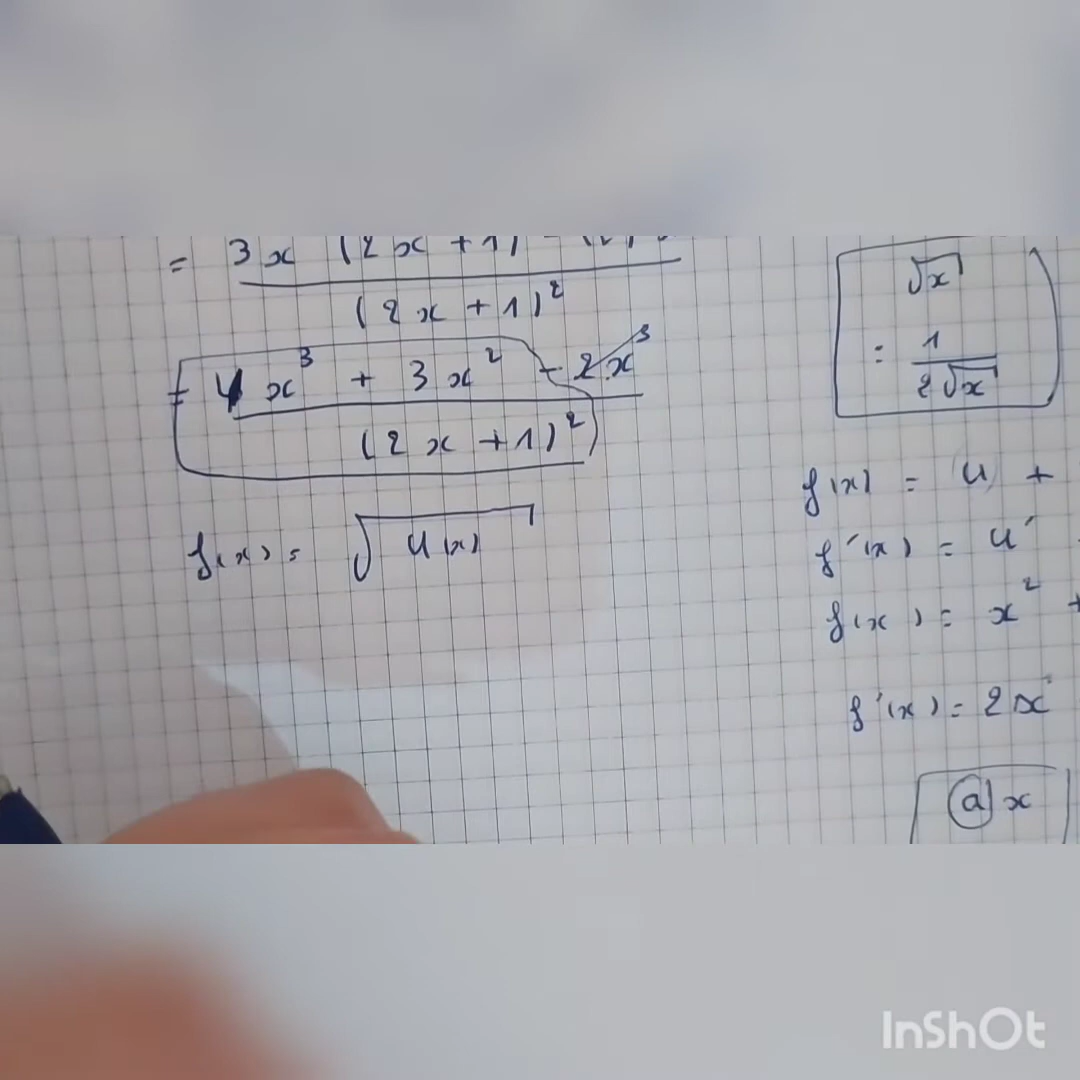 = 3x (2x + 1)
(2x + 1)²
= 4x³ + 3x² - 2x³
(2x + 1)²
f(x) = √u(x)
√x
: 1
2√x
f(x) = u +
f'(x) = u'
f(x) = x² +
f'(x) = 2x
a x
InShOt